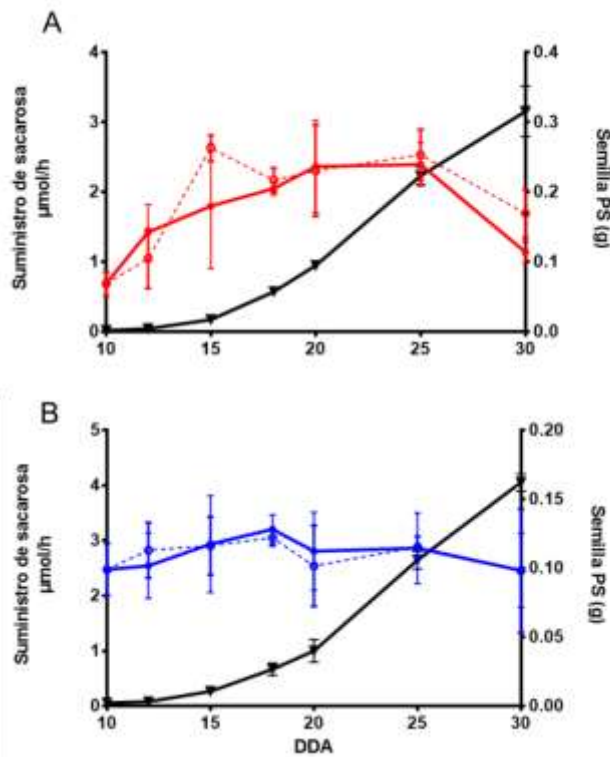 A
Suministro de sacarosa
µmol/h
4
3
2
1
0
0.4
0.3
0.2
0.1
0.0
Semilla PS (g)
10 15 20 25 30
B
Suministro de sacarosa
µmol/h
5
4
3
2
1
0
0.20
0.15
0.10
0.05
0.00
Semilla PS (g)
10 15 20 25 30
DDA